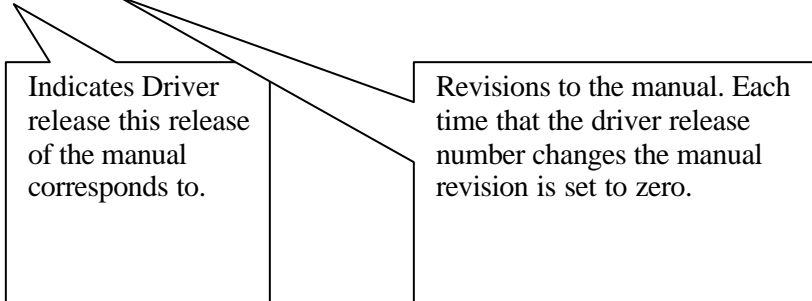 Indicates Driver
release this release
of the manual
corresponds to.
Revisions to the manual. Each
time that the driver release
number changes the manual
revision is set to zero.